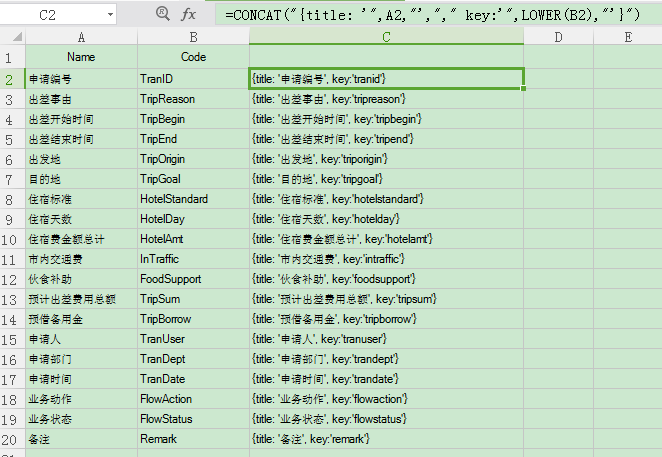 C2 fx =CONCAT("{title: '",A2,"',"," key:'",LOWER(B2),"'}")
A B C D E
1 Name Code
2 申请编号 TranID {title: '申请编号', key:'tranid'}
3 出差事由 TripReason {title: '出差事由', key:'tripreason'}
4 出差开始时间 TripBegin {title: '出差开始时间', key:'tripbegin'}
5 出差结束时间 TripEnd {title: '出差结束时间', key:'tripend'}
6 出发地 TripOrigin {title: '出发地', key:'triporigin'}
7 目的地 TripGoal {title: '目的地', key:'tripgoal'}
8 住宿标准 HotelStandard {title: '住宿标准', key:'hotelstandard'}
9 住宿天数 HotelDay {title: '住宿天数', key:'hotelday'}
10 住宿费金额总计 HotelAmt {title: '住宿费金额总计', key:'hotelamt'}
11 市内交通费 InTraffic {title: '市内交通费', key:'intraffic'}
12 伙食补助 FoodSupport {title: '伙食补助', key:'foodsupport'}
13 预计出差费用总额 TripSum {title: '预计出差费用总额', key:'tripsum'}
14 预借备用金 TripBorrow {title: '预借备用金', key:'tripborrow'}
15 申请人 TranUser {title: '申请人', key:'tranuser'}
16 申请部门 TranDept {title: '申请部门', key:'trandept'}
17 申请时间 TranDate {title: '申请时间', key:'trandate'}
18 业务动作 FlowAction {title: '业务动作', key:'flowaction'}
19 业务状态 FlowStatus {title: '业务状态', key:'flowstatus'}
20 备注 Remark {title: '备注', key:'remark'}